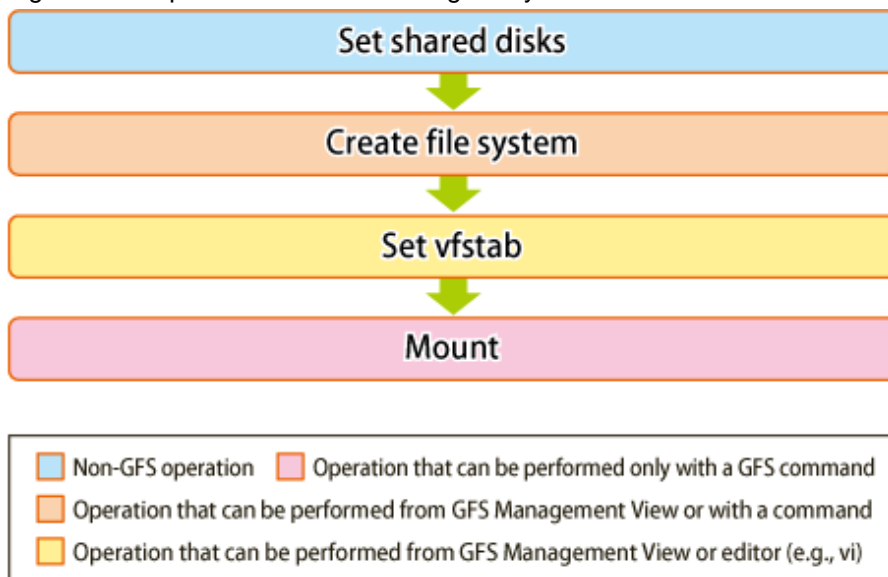 Set shared disks
Create file system
Set vfstab
Mount
Non-GFS operation Operation that can be performed only with a GFS command
Operation that can be performed from GFS Management View or with a command
Operation that can be performed from GFS Management View or editor (e.g., vi)